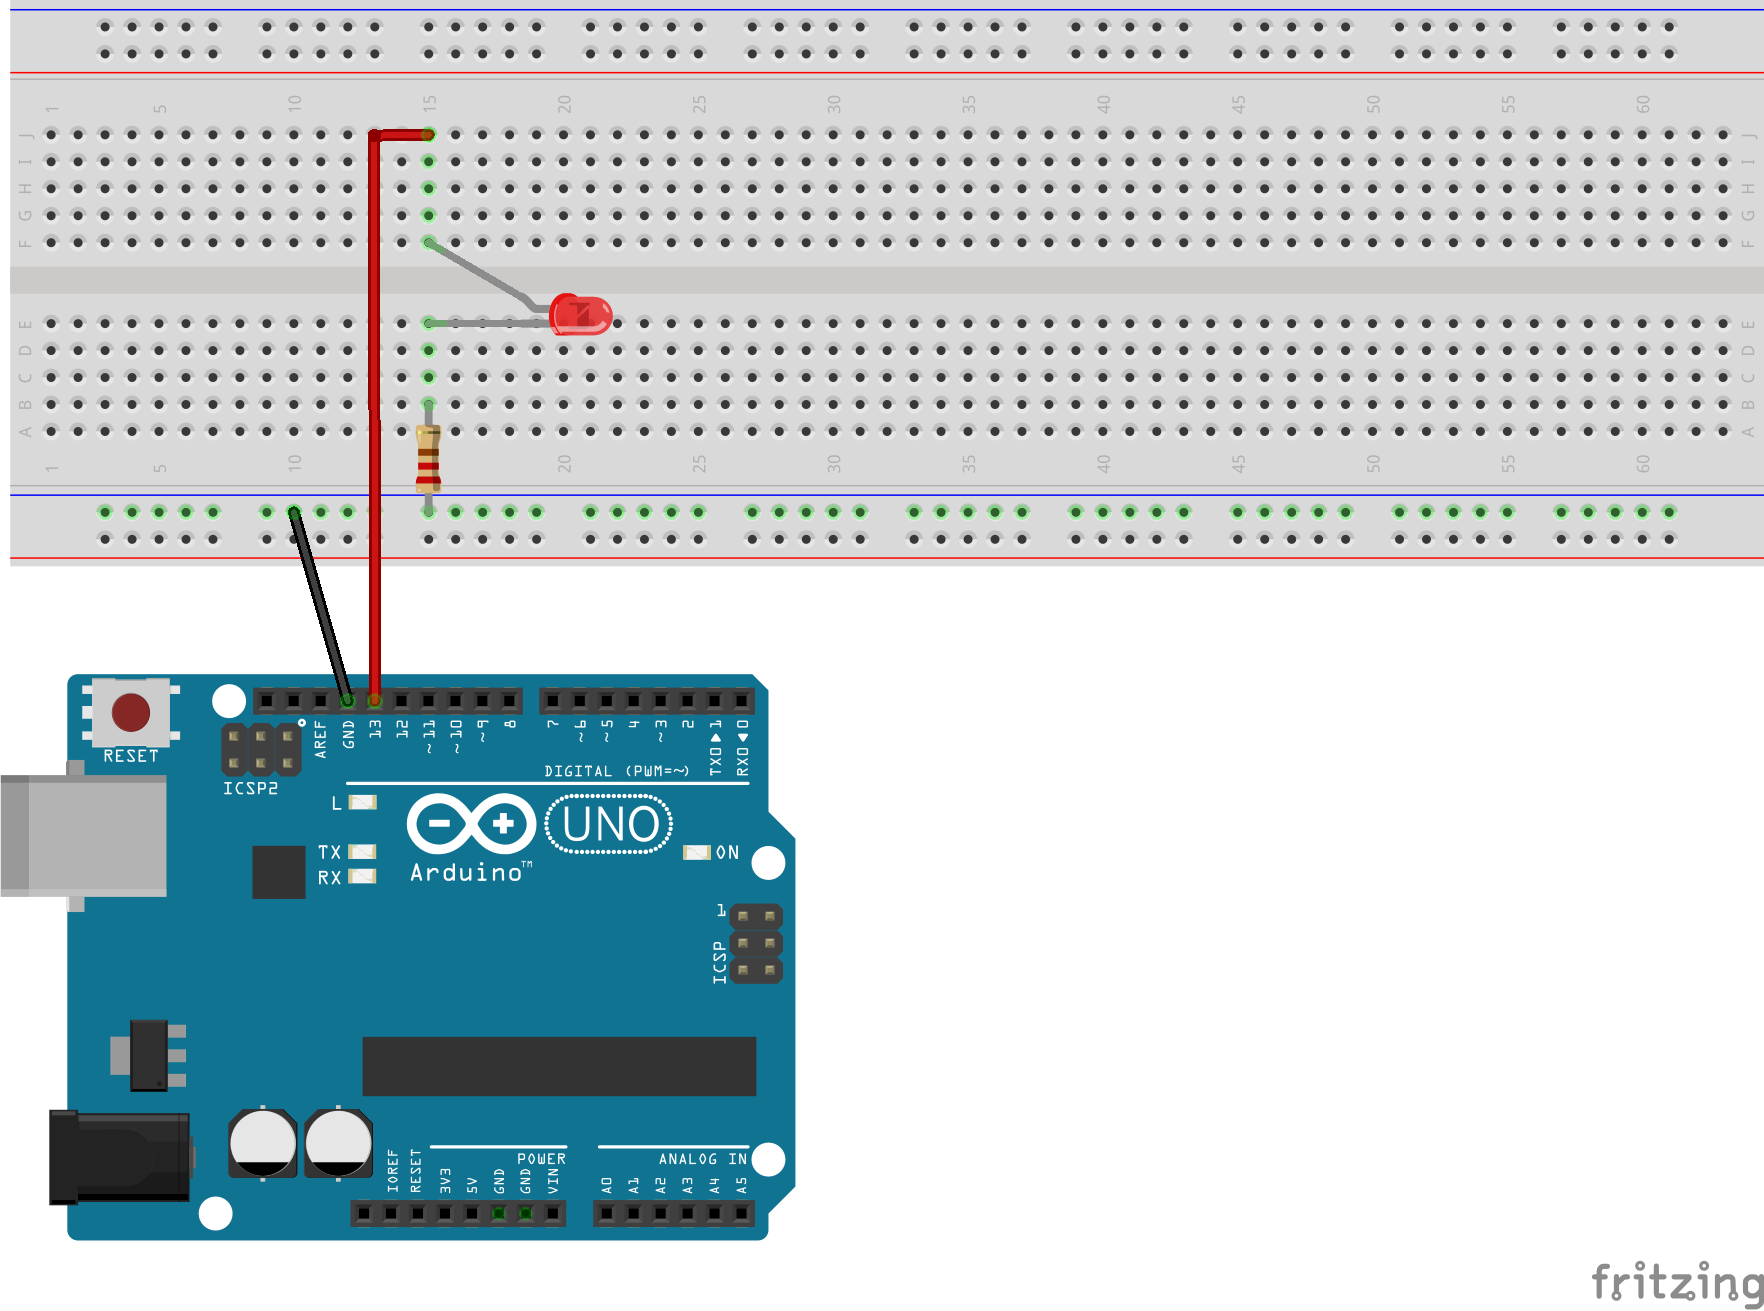 1 5 10 15 20 25 30 35 40 45 50 55 60
J J
I I
H H
G G
F F
E E
D D
C C
B B
A A
1 5 10 15 20 25 30 35 40 45 50 55 60
RESET
ICSP2
AREF GND 13 12 ~11 ~10 ~9 8 7 ~6 ~5 4 ~3 2 TX0▶1 RX0◀0
DIGITAL (PWM=~)
L
TX
RX
Arduino™
UNO
ON
1
ICSP
POWER
ANALOG IN
IOREF RESET 3V3 5V GND GND VIN A0 A1 A2 A3 A4 A5
fritzing